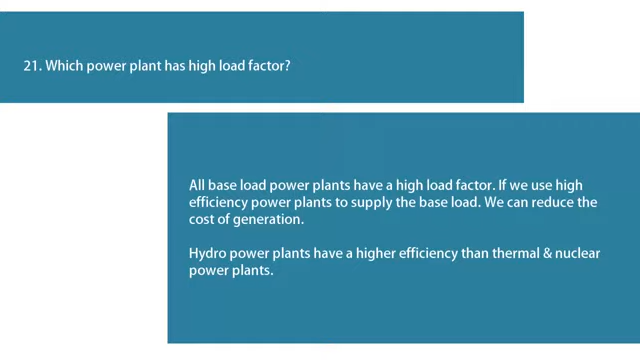 21. Which power plant has high load factor?
All base load power plants have a high load factor. If we use high
efficiency power plants to supply the base load. We can reduce the
cost of generation.
Hydro power plants have a higher efficiency than thermal & nuclear
power plants.